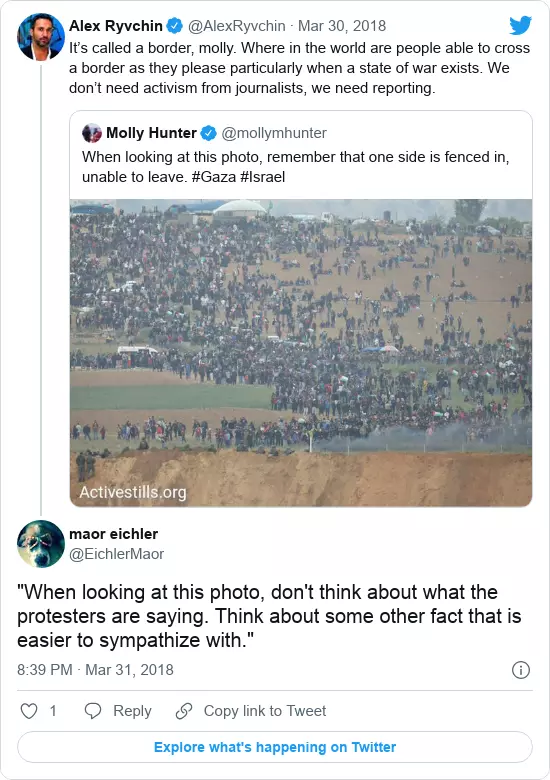 Alex Ryvchin @AlexRyvchin · Mar 30, 2018
It's called a border, molly. Where in the world are people able to cross
a border as they please particularly when a state of war exists. We
don't need activism from journalists, we need reporting.
Molly Hunter @mollymhunter
When looking at this photo, remember that one side is fenced in,
unable to leave. #Gaza #Israel
Activestills.org
maor eichler
@EichlerMaor
"When looking at this photo, don't think about what the
protesters are saying. Think about some other fact that is
easier to sympathize with."
8:39 PM · Mar 31, 2018
1 Reply Copy link to Tweet
Explore what's happening on Twitter